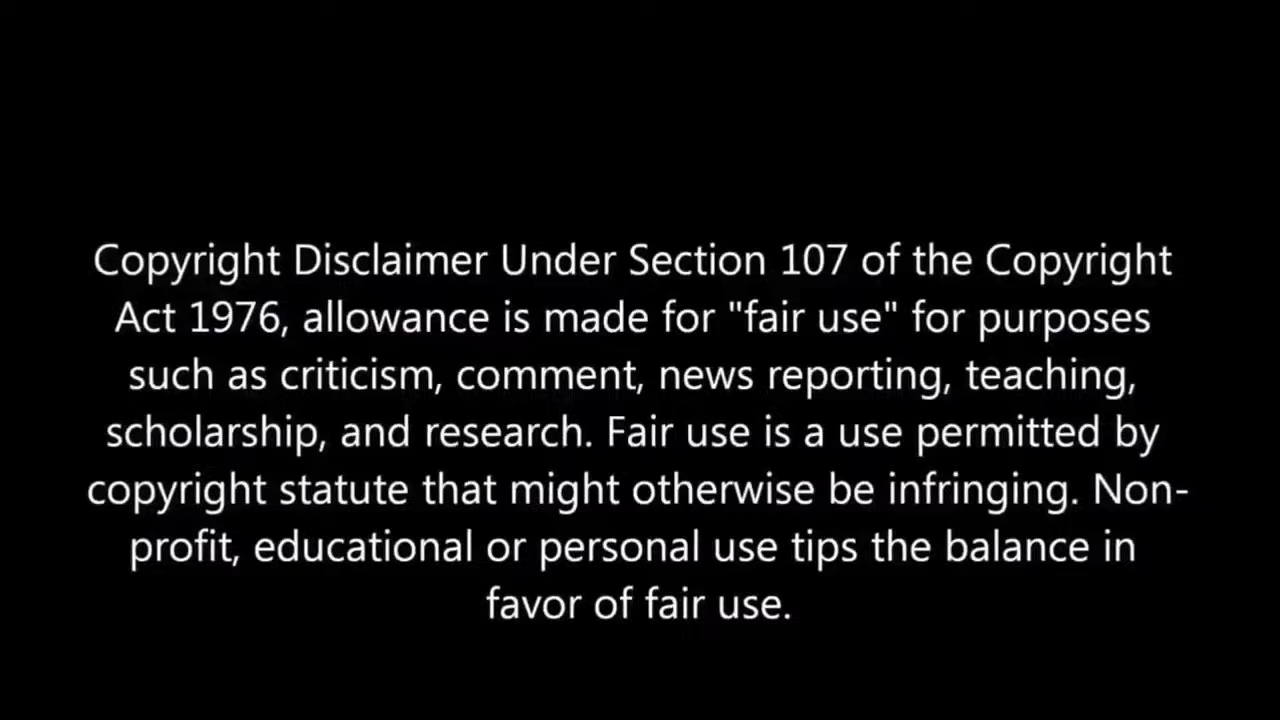 Copyright Disclaimer Under Section 107 of the Copyright
Act 1976, allowance is made for "fair use" for purposes
such as criticism, comment, news reporting, teaching,
scholarship, and research. Fair use is a use permitted by
copyright statute that might otherwise be infringing. Non-
profit, educational or personal use tips the balance in
favor of fair use.